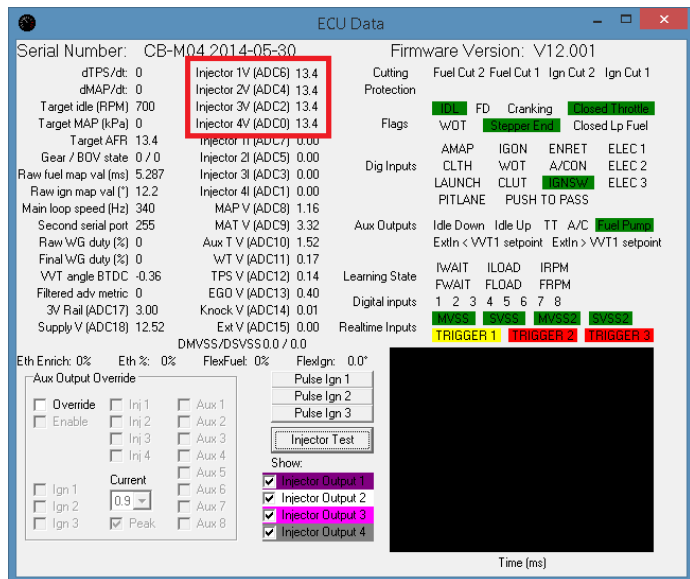 ECU Data
Serial Number: CB-M04 2014-05-30 Firmware Version: V12.001
dTPS/dt: 0
dMAP/dt: 0
Target idle (RPM) 700
Target MAP (kPa) 0
Target AFR 13.4
Gear / BOV state 0 / 0
Raw fuel map val (ms) 5.287
Raw ign map val (°) 12.2
Main loop speed (Hz) 340
Second serial port 255
Raw WG duty (%) 0
Final WG duty (%) 0
VVT angle BTDC -0.36
Filtered adv metric 0
3V Rail (ADC17) 3.00
Supply V (ADC18) 12.52
Injector 1V (ADC6) 13.4
Injector 2V (ADC4) 13.4
Injector 3V (ADC2) 13.4
Injector 4V (ADC0) 13.4
Injector 1I (ADC7) 0.00
Injector 2I (ADC5) 0.00
Injector 3I (ADC3) 0.00
Injector 4I (ADC1) 0.00
MAP V (ADC8) 1.16
MAT V (ADC9) 3.32
Aux T V (ADC10) 1.52
WT V (ADC11) 0.17
TPS V (ADC12) 0.14
EGO V (ADC13) 0.40
Knock V (ADC14) 0.01
Ext V (ADC15) 0.00
DMVSS/DSVSS 0.0 / 0.0
Cutting Fuel Cut 2 Fuel Cut 1 Ign Cut 2 Ign Cut 1
Protection
IDL FD Cranking Closed Throttle
Flags WOT Stepper End Closed Lp Fuel
AMAP IGON ENRET ELEC 1
Dig Inputs CLTH WOT A/CON ELEC 2
LAUNCH CLUT IGNSW ELEC 3
PITLANE PUSH TO PASS
Aux Outputs Idle Down Idle Up TT A/C Fuel Pump
ExtIn < VVT1 setpoint ExtIn > VVT1 setpoint
Learning State IWAIT ILOAD IRPM
FWAIT FLOAD FRPM
Digital inputs 1 2 3 4 5 6 7 8
MVSS SVSS MVSS2 SVSS2
Realtime Inputs TRIGGER 1 TRIGGER 2 TRIGGER 3
Eth Enrich: 0% Eth %: 0% FlexFuel: 0% FlexIgn: 0.0°
Aux Output Override
Override Inj 1 Aux 1
Enable Inj 2 Aux 2
Inj 3 Aux 3
Inj 4 Aux 4
Aux 5
Ign 1 Current Aux 6
Ign 2 0.9 Aux 7
Ign 3 Peak Aux 8
Pulse Ign 1
Pulse Ign 2
Pulse Ign 3
Injector Test
Show:
Injector Output 1
Injector Output 2
Injector Output 3
Injector Output 4
Time (ms)